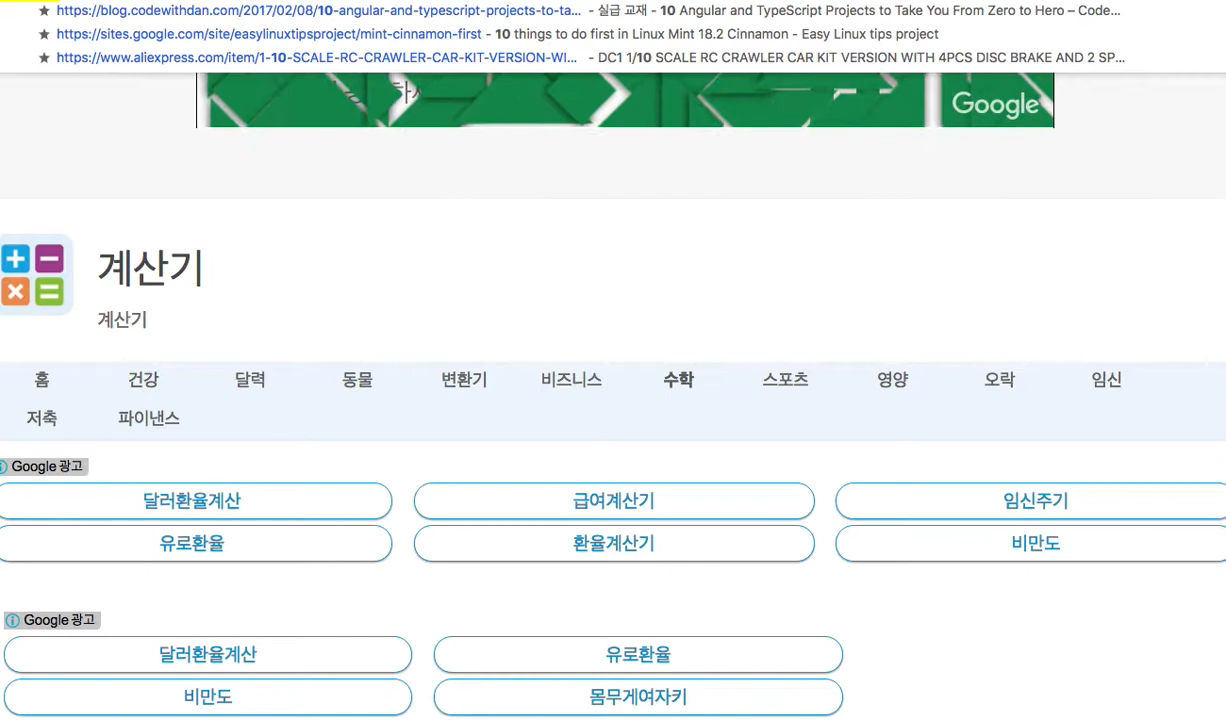 ★ https://blog.codewithdan.com/2017/02/08/10-angular-and-typescript-projects-to-ta... - 실급 교재 - 10 Angular and TypeScript Projects to Take You From Zero to Hero – Code...
★ https://sites.google.com/site/easylinuxtipsproject/mint-cinnamon-first - 10 things to do first in Linux Mint 18.2 Cinnamon - Easy Linux tips project
★ https://www.aliexpress.com/item/1-10-SCALE-RC-CRAWLER-CAR-KIT-VERSION-WI... - DC1 1/10 SCALE RC CRAWLER CAR KIT VERSION WITH 4PCS DISC BRAKE AND 2 SP...
Google
계산기
계산기
홈 건강 달력 동물 변환기 비즈니스 수학 스포츠 영양 오락 임신
저축 파이낸스
Google 광고
달러환율계산 급여계산기 임신주기
유로환율 환율계산기 비만도
Google 광고
달러환율계산 유로환율
비만도 몸무게여자키